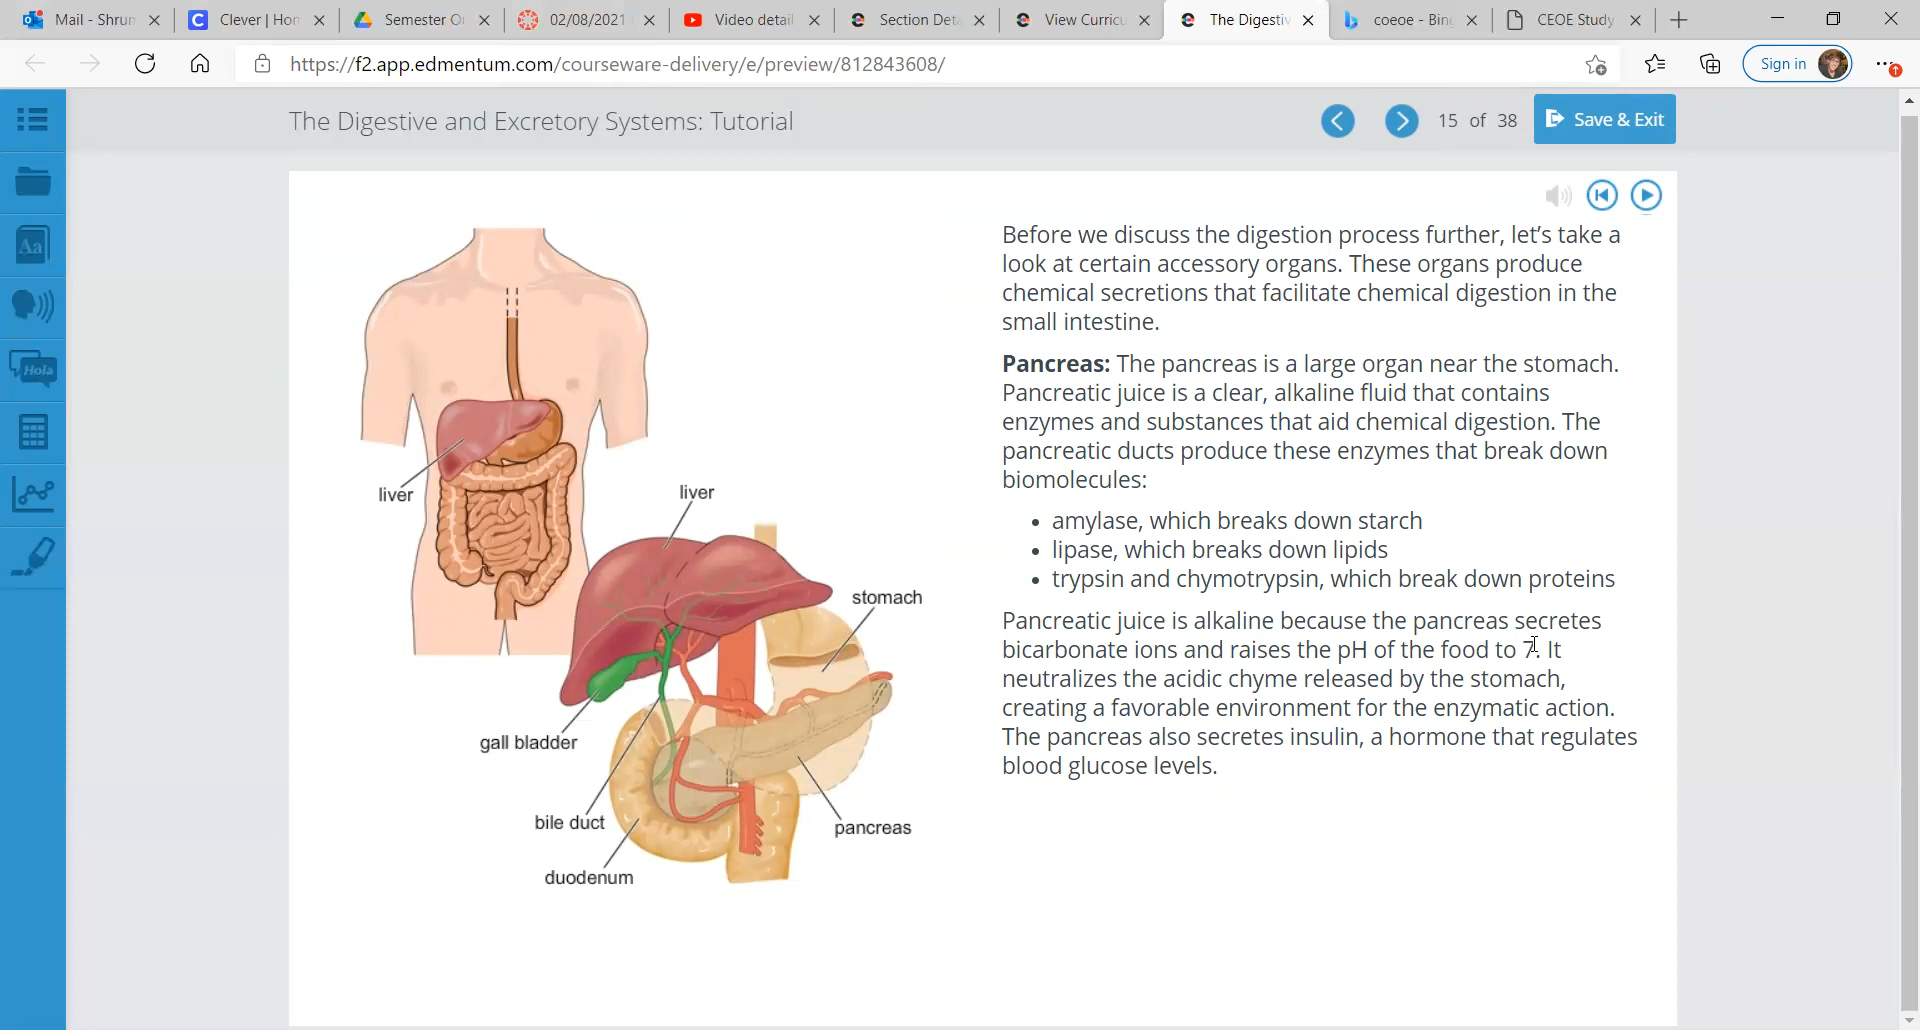 Mail - Shrun
Clever | Hon
Semester O
02/08/2021
Video detail
Section Deta
View Curricu
The Digestiv
coeoe - Bing
CEOE Study
https://f2.app.edmentum.com/courseware-delivery/e/preview/812843608/
Sign in
The Digestive and Excretory Systems: Tutorial
15 of 38
Save & Exit
Aa
Hola
liver
liver
stomach
gall bladder
bile duct
pancreas
duodenum
Before we discuss the digestion process further, let’s take a
look at certain accessory organs. These organs produce
chemical secretions that facilitate chemical digestion in the
small intestine.
Pancreas: The pancreas is a large organ near the stomach.
Pancreatic juice is a clear, alkaline fluid that contains
enzymes and substances that aid chemical digestion. The
pancreatic ducts produce these enzymes that break down
biomolecules:
• amylase, which breaks down starch
• lipase, which breaks down lipids
• trypsin and chymotrypsin, which break down proteins
Pancreatic juice is alkaline because the pancreas secretes
bicarbonate ions and raises the pH of the food to 7. It
neutralizes the acidic chyme released by the stomach,
creating a favorable environment for the enzymatic action.
The pancreas also secretes insulin, a hormone that regulates
blood glucose levels.